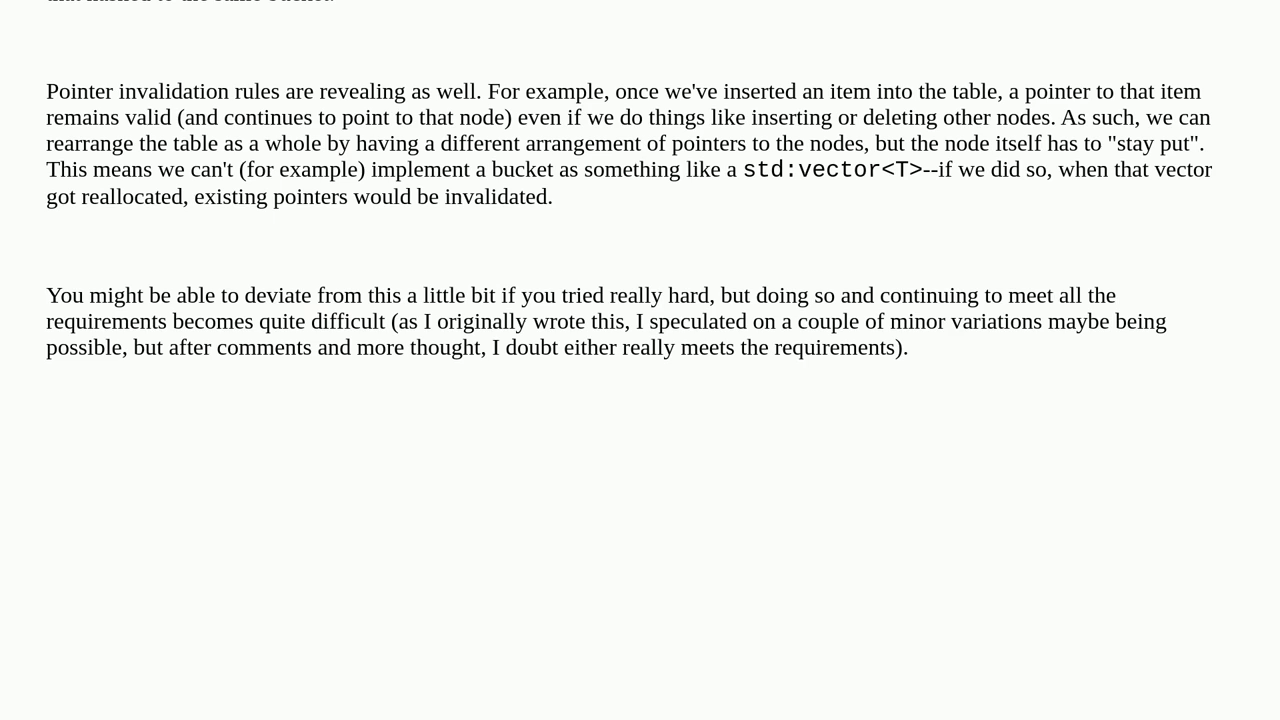 that hashed to the same bucket.
Pointer invalidation rules are revealing as well. For example, once we've inserted an item into the table, a pointer to that item
remains valid (and continues to point to that node) even if we do things like inserting or deleting other nodes. As such, we can
rearrange the table as a whole by having a different arrangement of pointers to the nodes, but the node itself has to "stay put".
This means we can't (for example) implement a bucket as something like a std:vector<T>--if we did so, when that vector
got reallocated, existing pointers would be invalidated.
You might be able to deviate from this a little bit if you tried really hard, but doing so and continuing to meet all the
requirements becomes quite difficult (as I originally wrote this, I speculated on a couple of minor variations maybe being
possible, but after comments and more thought, I doubt either really meets the requirements).